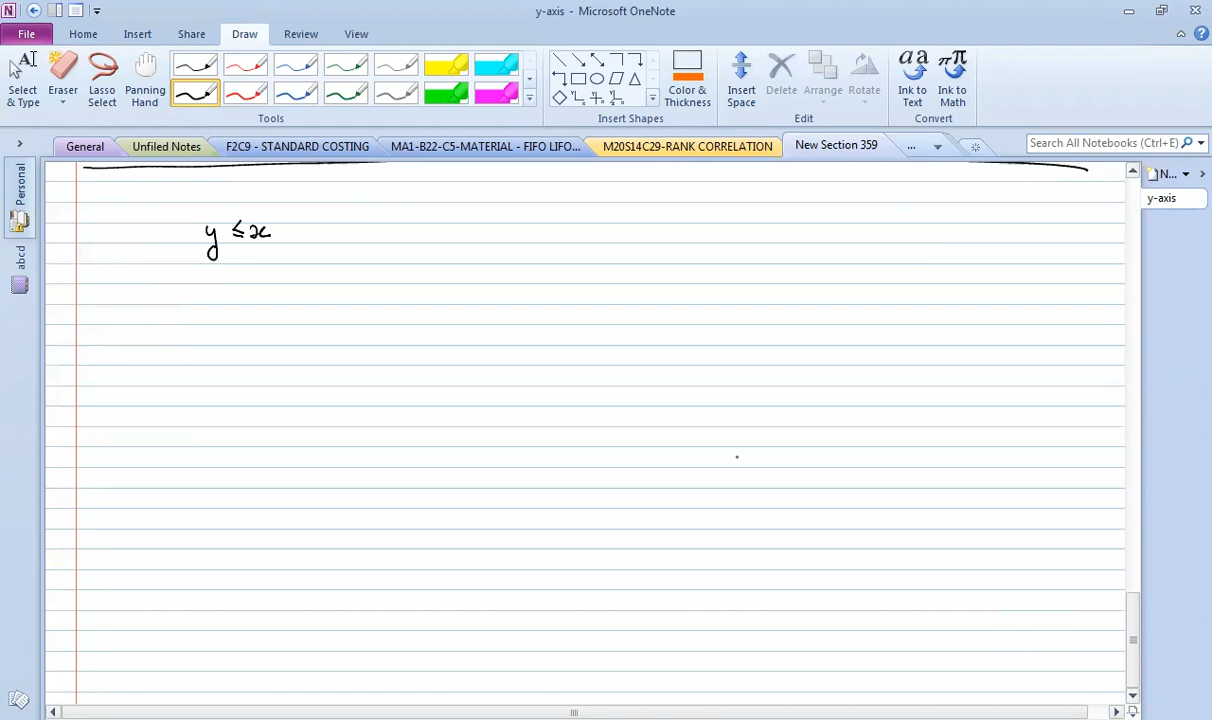 y-axis - Microsoft OneNote
File Home Insert Share Draw Review View
Select & Type
Eraser
Lasso Select
Panning Hand
Color & Thickness
Insert Space
Delete
Arrange
Rotate
Ink to Text
Ink to Math
Tools
Insert Shapes
Edit
Convert
General
Unfiled Notes
F2C9 - STANDARD COSTING
MA1-B22-C5-MATERIAL - FIFO LIFO...
M20S14C29-RANK CORRELATION
New Section 359
...
Search All Notebooks (Ctrl+E)
N...
y-axis
Personal
abcd
y ≤ x